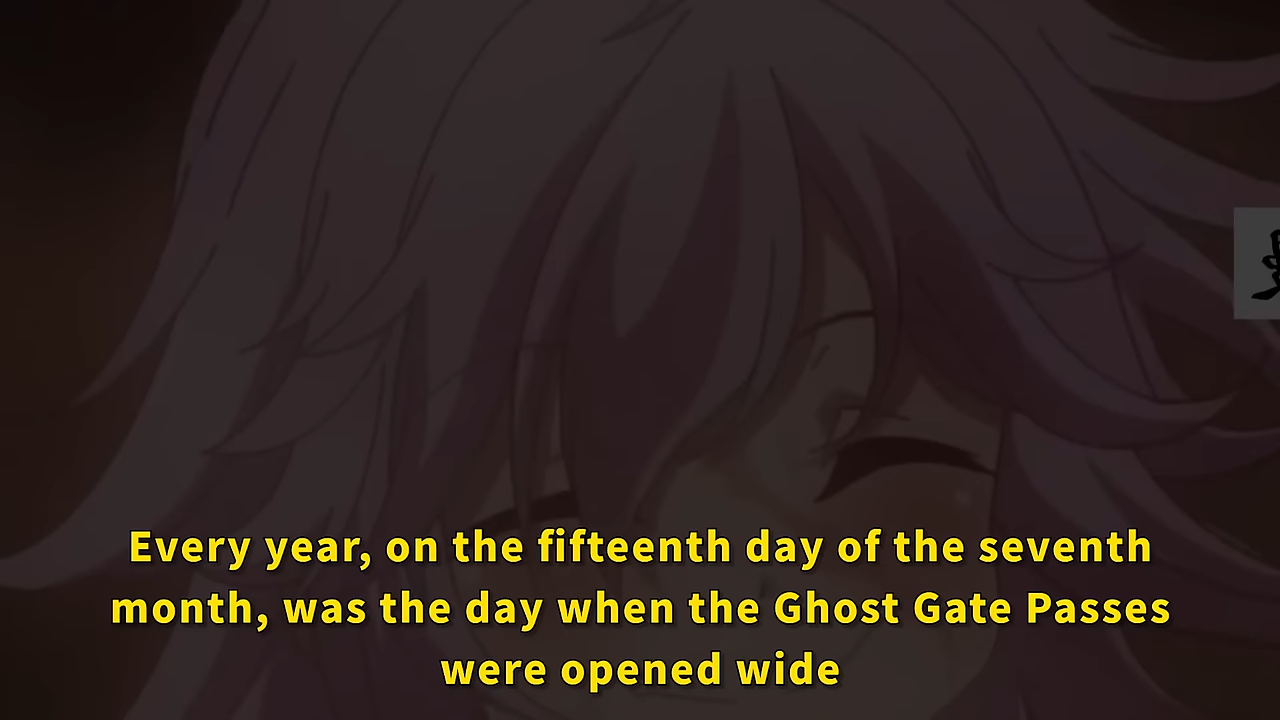 Every year, on the fifteenth day of the seventh
month, was the day when the Ghost Gate Passes
were opened wide